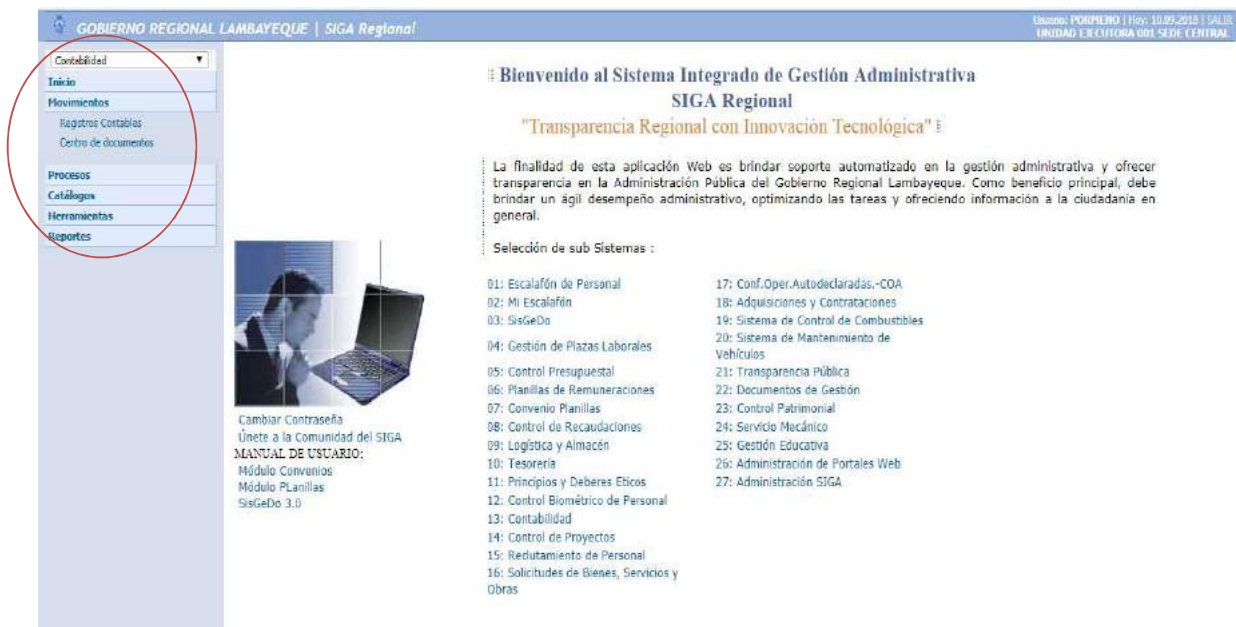 GOBIERNO REGIONAL LAMBAYEQUE | SIGA Regional
Usuario: PORMENO | Hoy: 10.09.2018 | SALIR
UNIDAD EJECUTORA 001 SEDE CENTRAL
Contabilidad
Inicio
Movimientos
Registros Contables
Centro de documentos
Procesos
Catálogos
Herramientas
Reportes
Bienvenido al Sistema Integrado de Gestión Administrativa
SIGA Regional
"Transparencia Regional con Innovación Tecnológica"
La finalidad de esta aplicación Web es brindar soporte automatizado en la gestión administrativa y ofrecer
transparencia en la Administración Pública del Gobierno Regional Lambayeque. Como beneficio principal, debe
brindar un ágil desempeño administrativo, optimizando las tareas y ofreciendo información a la ciudadanía en
general.
Selección de sub Sistemas :
01: Escalafón de Personal
02: Mi Escalafón
03: SisGeDo
04: Gestión de Plazas Laborales
05: Control Presupuestal
06: Planillas de Remuneraciones
07: Convenio Planillas
08: Control de Recaudaciones
09: Logística y Almacén
10: Tesorería
11: Principios y Deberes Eticos
12: Control Biométrico de Personal
13: Contabilidad
14: Control de Proyectos
15: Reclutamiento de Personal
16: Solicitudes de Bienes, Servicios y
Obras
17: Conf.Oper.Autodeclaradas.-COA
18: Adquisiciones y Contrataciones
19: Sistema de Control de Combustibles
20: Sistema de Mantenimiento de
Vehículos
21: Transparencia Pública
22: Documentos de Gestión
23: Control Patrimonial
24: Servicio Mecánico
25: Gestión Educativa
26: Administración de Portales Web
27: Administración SIGA
Cambiar Contraseña
Únete a la Comunidad del SIGA
MANUAL DE USUARIO:
Módulo Convenios
Módulo PLanillas
SisGeDo 3.0